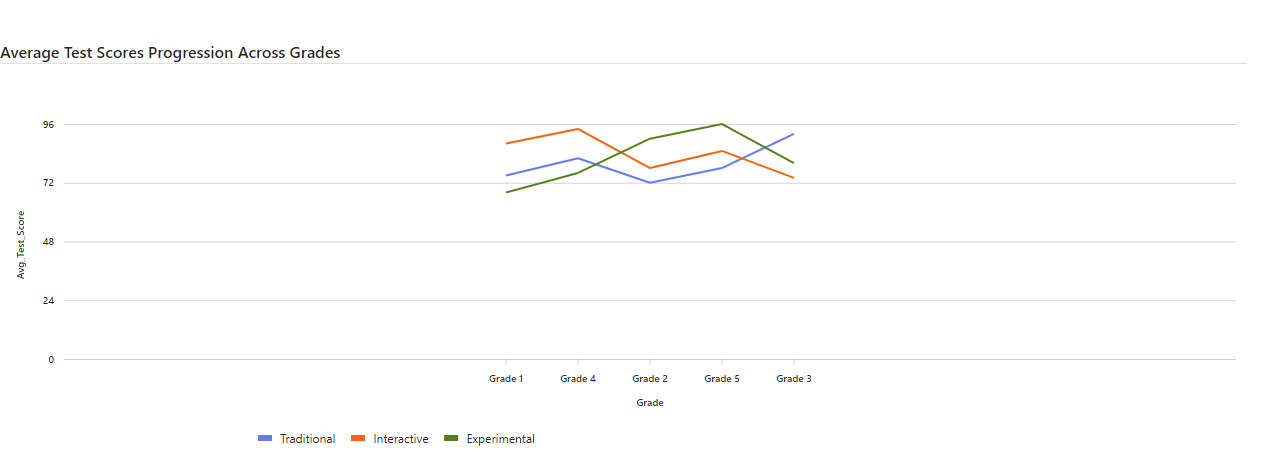 Average Test Scores Progression Across Grades
96
72
48
24
0
Avg_Test_Score
Grade 1 Grade 4 Grade 2 Grade 5 Grade 3
Grade
Traditional Interactive Experimental